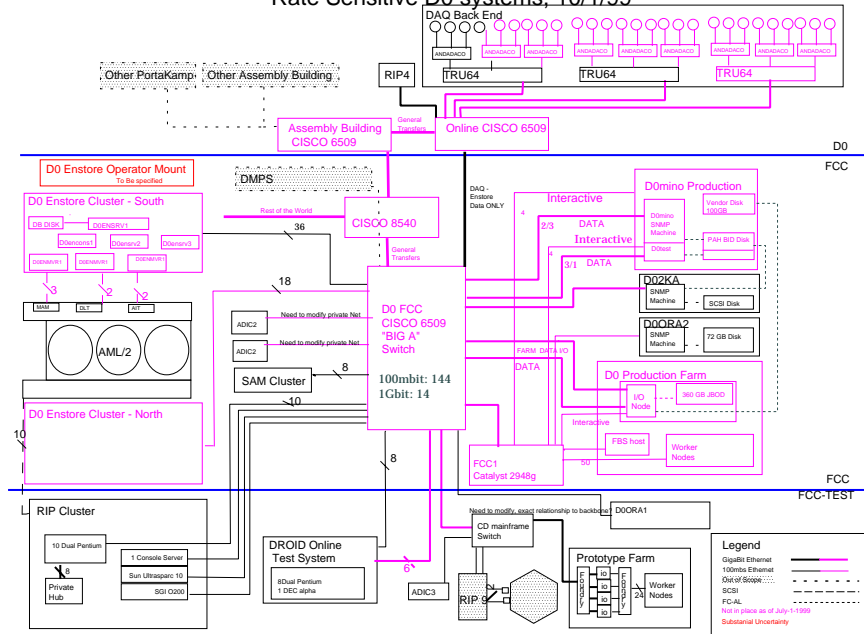 Rate Sensitive D0 systems, 10/1/99
DAQ Back End
ANDADACO
ANDADACO
ANDADACO
ANDADACO
ANDADACO
ANDADACO
ANDADACO
ANDADACO
ANDADACO
TRU64
TRU64
TRU64
Other PortaKamp
Other Assembly Building
RIP4
General
Transfers
Assembly Building
CISCO 6509
Online CISCO 6509
D0
FCC
D0 Enstore Operator Mount
To Be specified
DMPS
DAQ -
Enstore
Data ONLY
D0 Enstore Cluster - South
DB DISK
D0ENSRV1
D0encons1
D0ensrv2
D0ensrv3
D0ENMVR1
D0ENMVR1
D0ENMVR1
3
2
2
MAM
DLT
AIT
AML/2
Rest of the World
36
CISCO 8540
General
Transfers
18
Interactive
4
2/3
DATA
Interactive
4
3/1
DATA
D0mino Production
D0mino
SNMP
Machine
D0test
Vendor Disk
100GB
PAH BID Disk
D02KA
SNMP
Machine
SCSI Disk
D0ORA2
SNMP
Machine
72 GB Disk
D0 FCC
CISCO 6509
"BIG A"
Switch
100mbit: 144
1Gbit: 14
ADIC2
Need to modify private Net
ADIC2
Need to modify private Net
SAM Cluster
8
10
FARM DATA I/O
DATA
D0 Production Farm
I/O
Node
360 GB JBOD
Interactive
FBS host
Worker
Nodes
50
D0 Enstore Cluster - North
10
8
FCC1
Catalyst 2948g
FCC
FCC-TEST
RIP Cluster
10 Dual Pentium
8
Private
Hub
1 Console Server
Sun Ultrasparc 10
SGI O200
DROID Online
Test System
8Dual Pentium
1 DEC alpha
6
Need to modify, exact relationship to backbone?
D0ORA1
CD mainframe
Switch
ADIC3
RIP 9
2
Prototype Farm
Foundry
io
io
io
io
Foundry
24
Worker
Nodes
Legend
GigaBit Ethernet
100mbs Ethernet
Out of Scope
SCSI
FC-AL
Not in place as of July-1-1999
Substanial Uncertainty